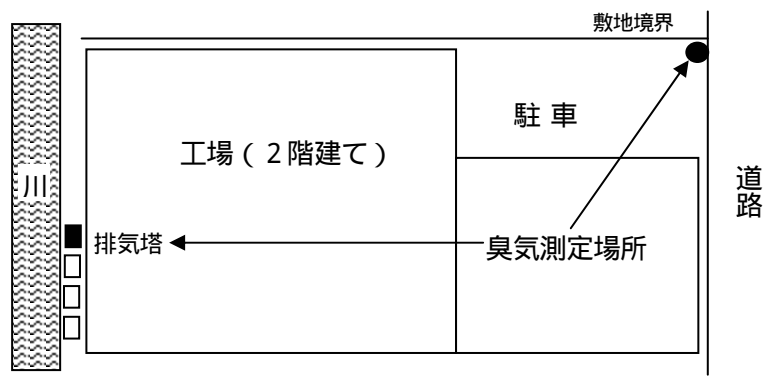 敷地境界
駐 車
工場（２階建て）
道路
川
排気塔
臭気測定場所